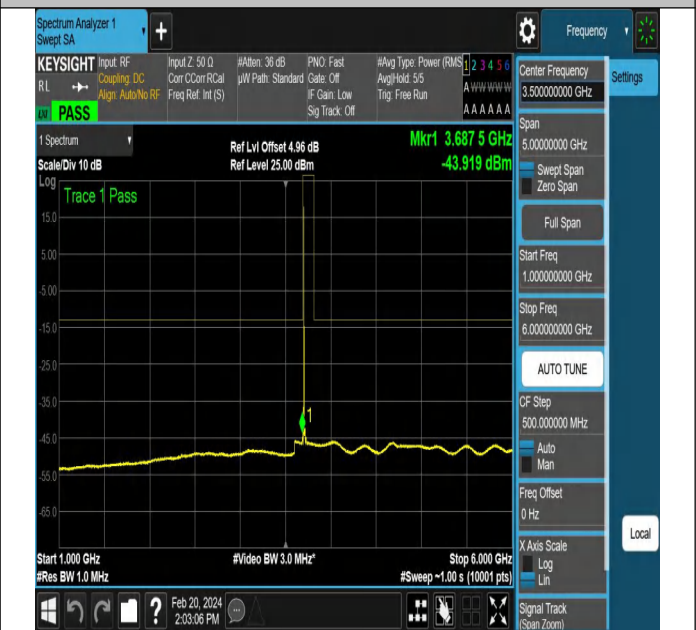 Spectrum Analyzer 1
Swept SA
+
Frequency
KEYSIGHT
RL
PASS
Input: RF
Coupling: DC
Align: Auto/No RF
Input Z: 50 Ω
Corr CCorr RCal
Freq Ref: Int (S)
#Atten: 36 dB
µW Path: Standard
PNO: Fast
Gate: Off
IF Gain: Low
Sig Track: Off
#Avg Type: Power (RMS
Avg|Hold: 5/5
Trig: Free Run
1 2 3 4 5 6
A W W W W W
A A A A A A
1 Spectrum
Scale/Div 10 dB
Log
Ref Lvl Offset 4.96 dB
Ref Level 25.00 dBm
Mkr1 3.687 5 GHz
-43.919 dBm
Trace 1 Pass
15.0
5.00
-5.00
-15.0
-25.0
-35.0
-45.0
-55.0
-65.0
1
Start 1.000 GHz
#Res BW 1.0 MHz
#Video BW 3.0 MHz*
Stop 6.000 GHz
#Sweep ~1.00 s (10001 pts)
?
Feb 20, 2024
2:03:06 PM
Center Frequency
3.500000000 GHz
Settings
Span
5.00000000 GHz
Swept Span
Zero Span
Full Span
Start Freq
1.000000000 GHz
Stop Freq
6.000000000 GHz
AUTO TUNE
CF Step
500.000000 MHz
Auto
Man
Freq Offset
0 Hz
X Axis Scale
Log
Lin
Signal Track
(Span Zoom)
Local